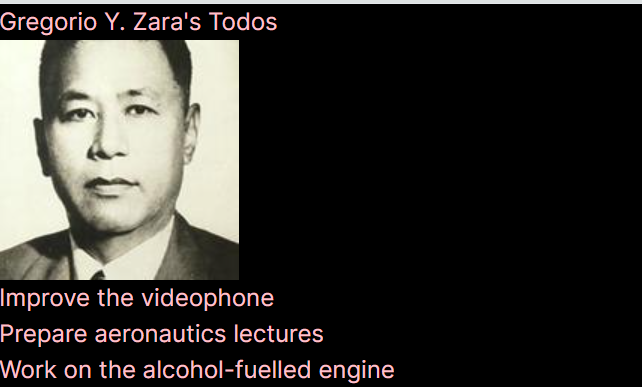 Gregorio Y. Zara's Todos
Improve the videophone
Prepare aeronautics lectures
Work on the alcohol-fuelled engine